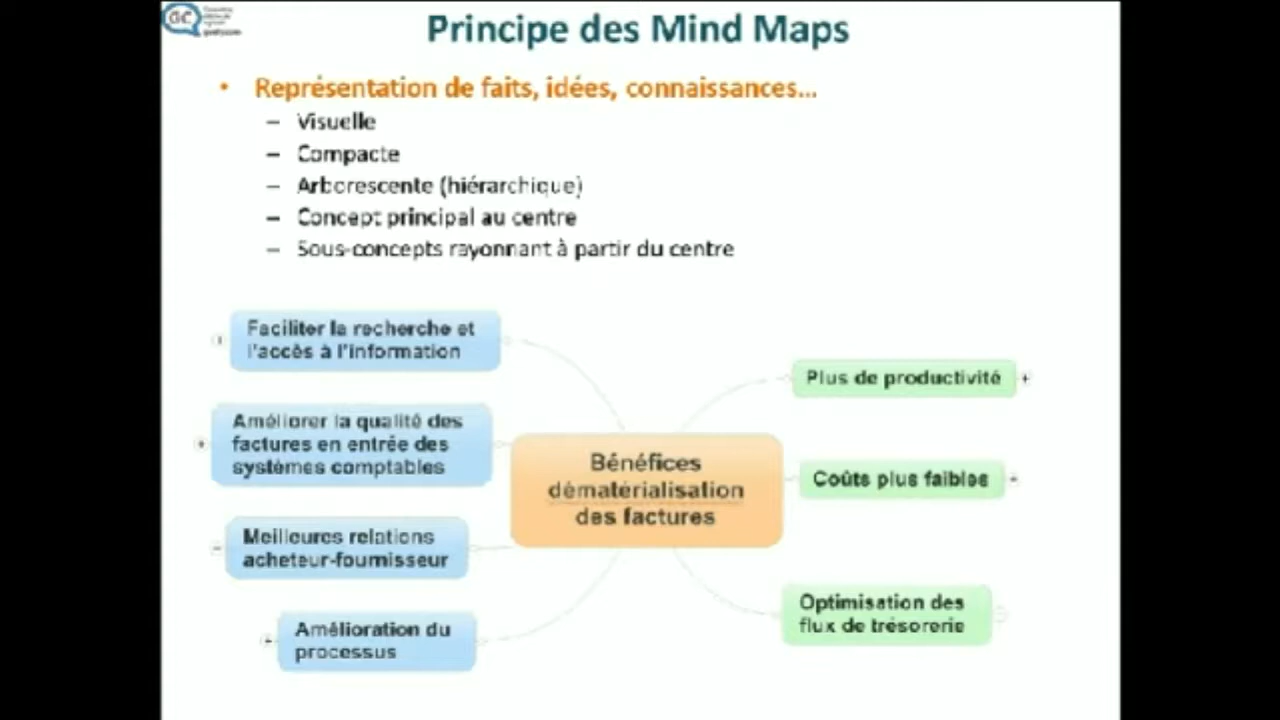 GC
Principe des Mind Maps
• Représentation de faits, idées, connaissances...
– Visuelle
– Compacte
– Arborescente (hiérarchique)
– Concept principal au centre
– Sous-concepts rayonnant à partir du centre
Faciliter la recherche et
l'accès à l'information
Améliorer la qualité des
factures en entrée des
systèmes comptables
Meilleures relations
acheteur-fournisseur
Amélioration du
processus
Bénéfices
dématérialisation
des factures
Plus de productivité
Coûts plus faibles
Optimisation des
flux de trésorerie